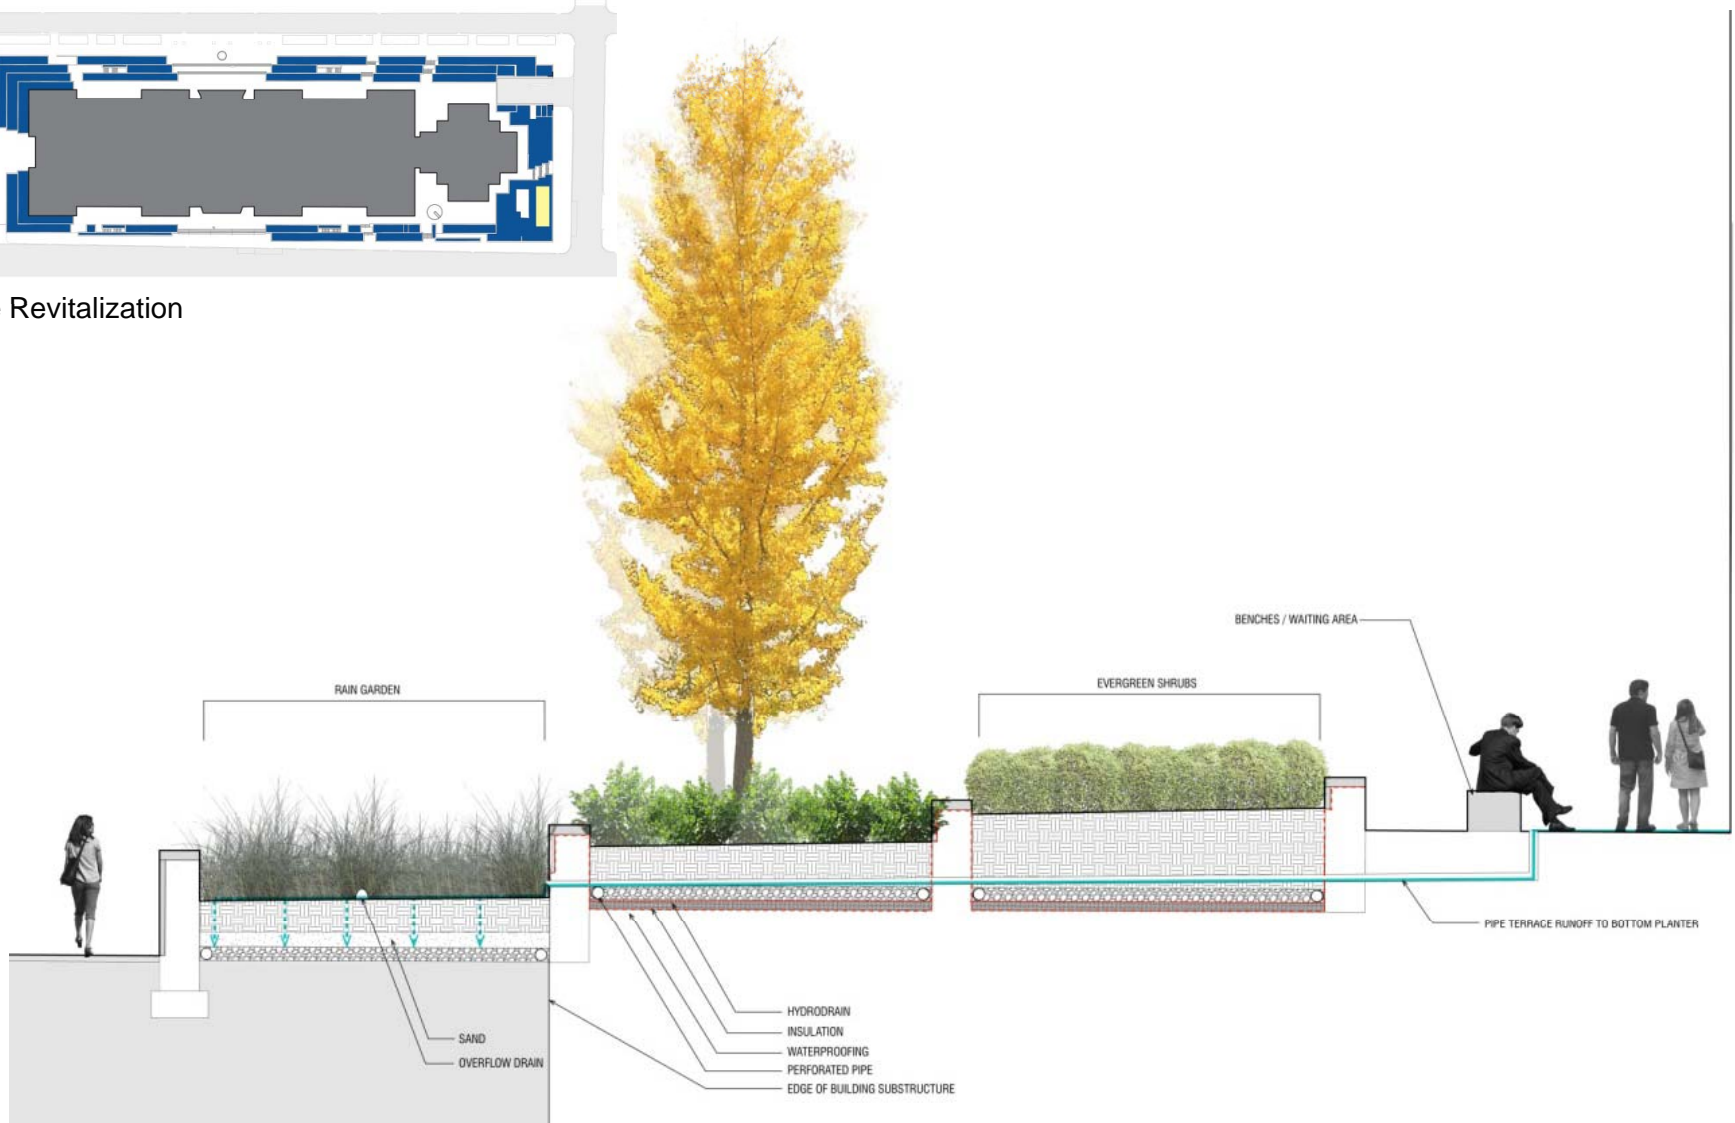 Revitalization
BENCHES / WAITING AREA
RAIN GARDEN
EVERGREEN SHRUBS
PIPE TERRACE RUNOFF TO BOTTOM PLANTER
SAND
OVERFLOW DRAIN
HYDRODRAIN
INSULATION
WATERPROOFING
PERFORATED PIPE
EDGE OF BUILDING SUBSTRUCTURE